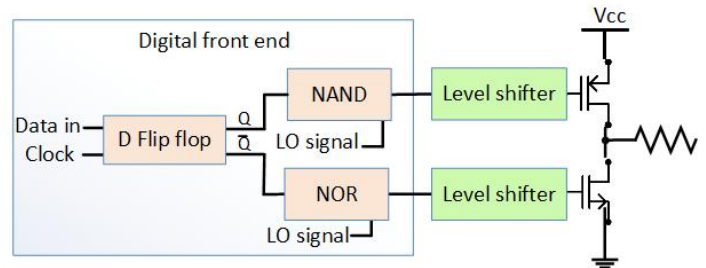 Vcc
Digital front end
NAND
Level shifter
Data in
Clock
D Flip flop
Q
Q̅
LO signal
NOR
Level shifter
LO signal